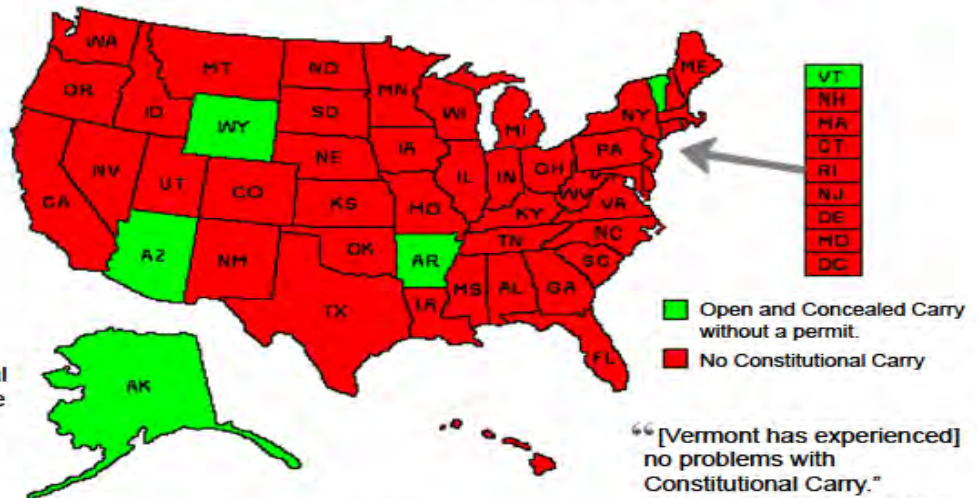 WA
MT
ND
ME
MN
OR
ID
SD
WI
NY
WY
MI
IA
PA
NE
NV
OH
IL
IN
UT
CO
WV
CA
KS
MO
VA
KY
NC
TN
AZ
OK
NM
AR
SC
MS
AL
GA
LA
TX
FL
AK
VT
NH
MA
CT
RI
NJ
DE
MD
DC
Open and Concealed Carry
without a permit.
No Constitutional Carry
al
e
“[Vermont has experienced]
no problems with
Constitutional Carry.”